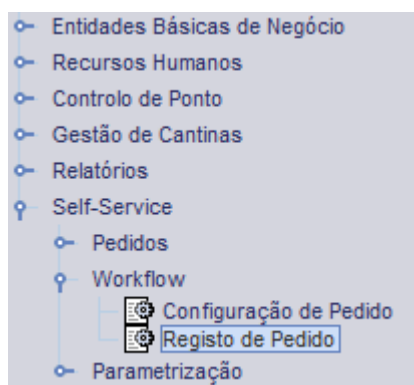 Entidades Básicas de Negócio
Recursos Humanos
Controlo de Ponto
Gestão de Cantinas
Relatórios
Self-Service
Pedidos
Workflow
Configuração de Pedido
Registo de Pedido
Parametrização